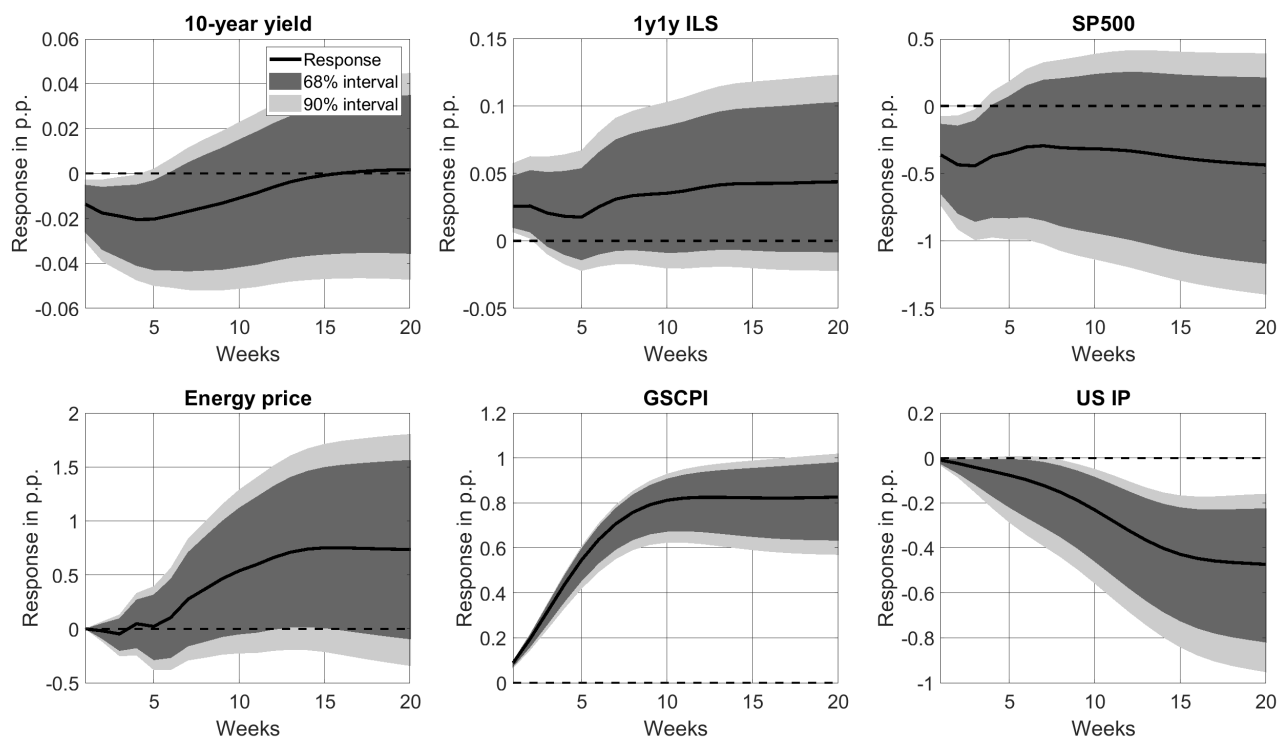 10-year yield
Response in p.p.
0.06
0.04
0.02
0
-0.02
-0.04
-0.06
Response
68% interval
90% interval
5
10
15
20
Weeks
1y1y ILS
Response in p.p.
0.15
0.1
0.05
0
0.05
5
10
15
20
Weeks
SP500
Response in p.p.
0.5
0
-0.5
-1
-1.5
5
10
15
20
Weeks
Energy price
Response in p.p.
2
1.5
1
0.5
0
-0.5
5
10
15
20
Weeks
GSCPI
Response in p.p.
1.2
1
0.8
0.6
0.4
0.2
0
5
10
15
20
Weeks
US IP
Response in p.p.
0.2
0
-0.2
-0.4
-0.6
-0.8
-1
5
10
15
20
Weeks